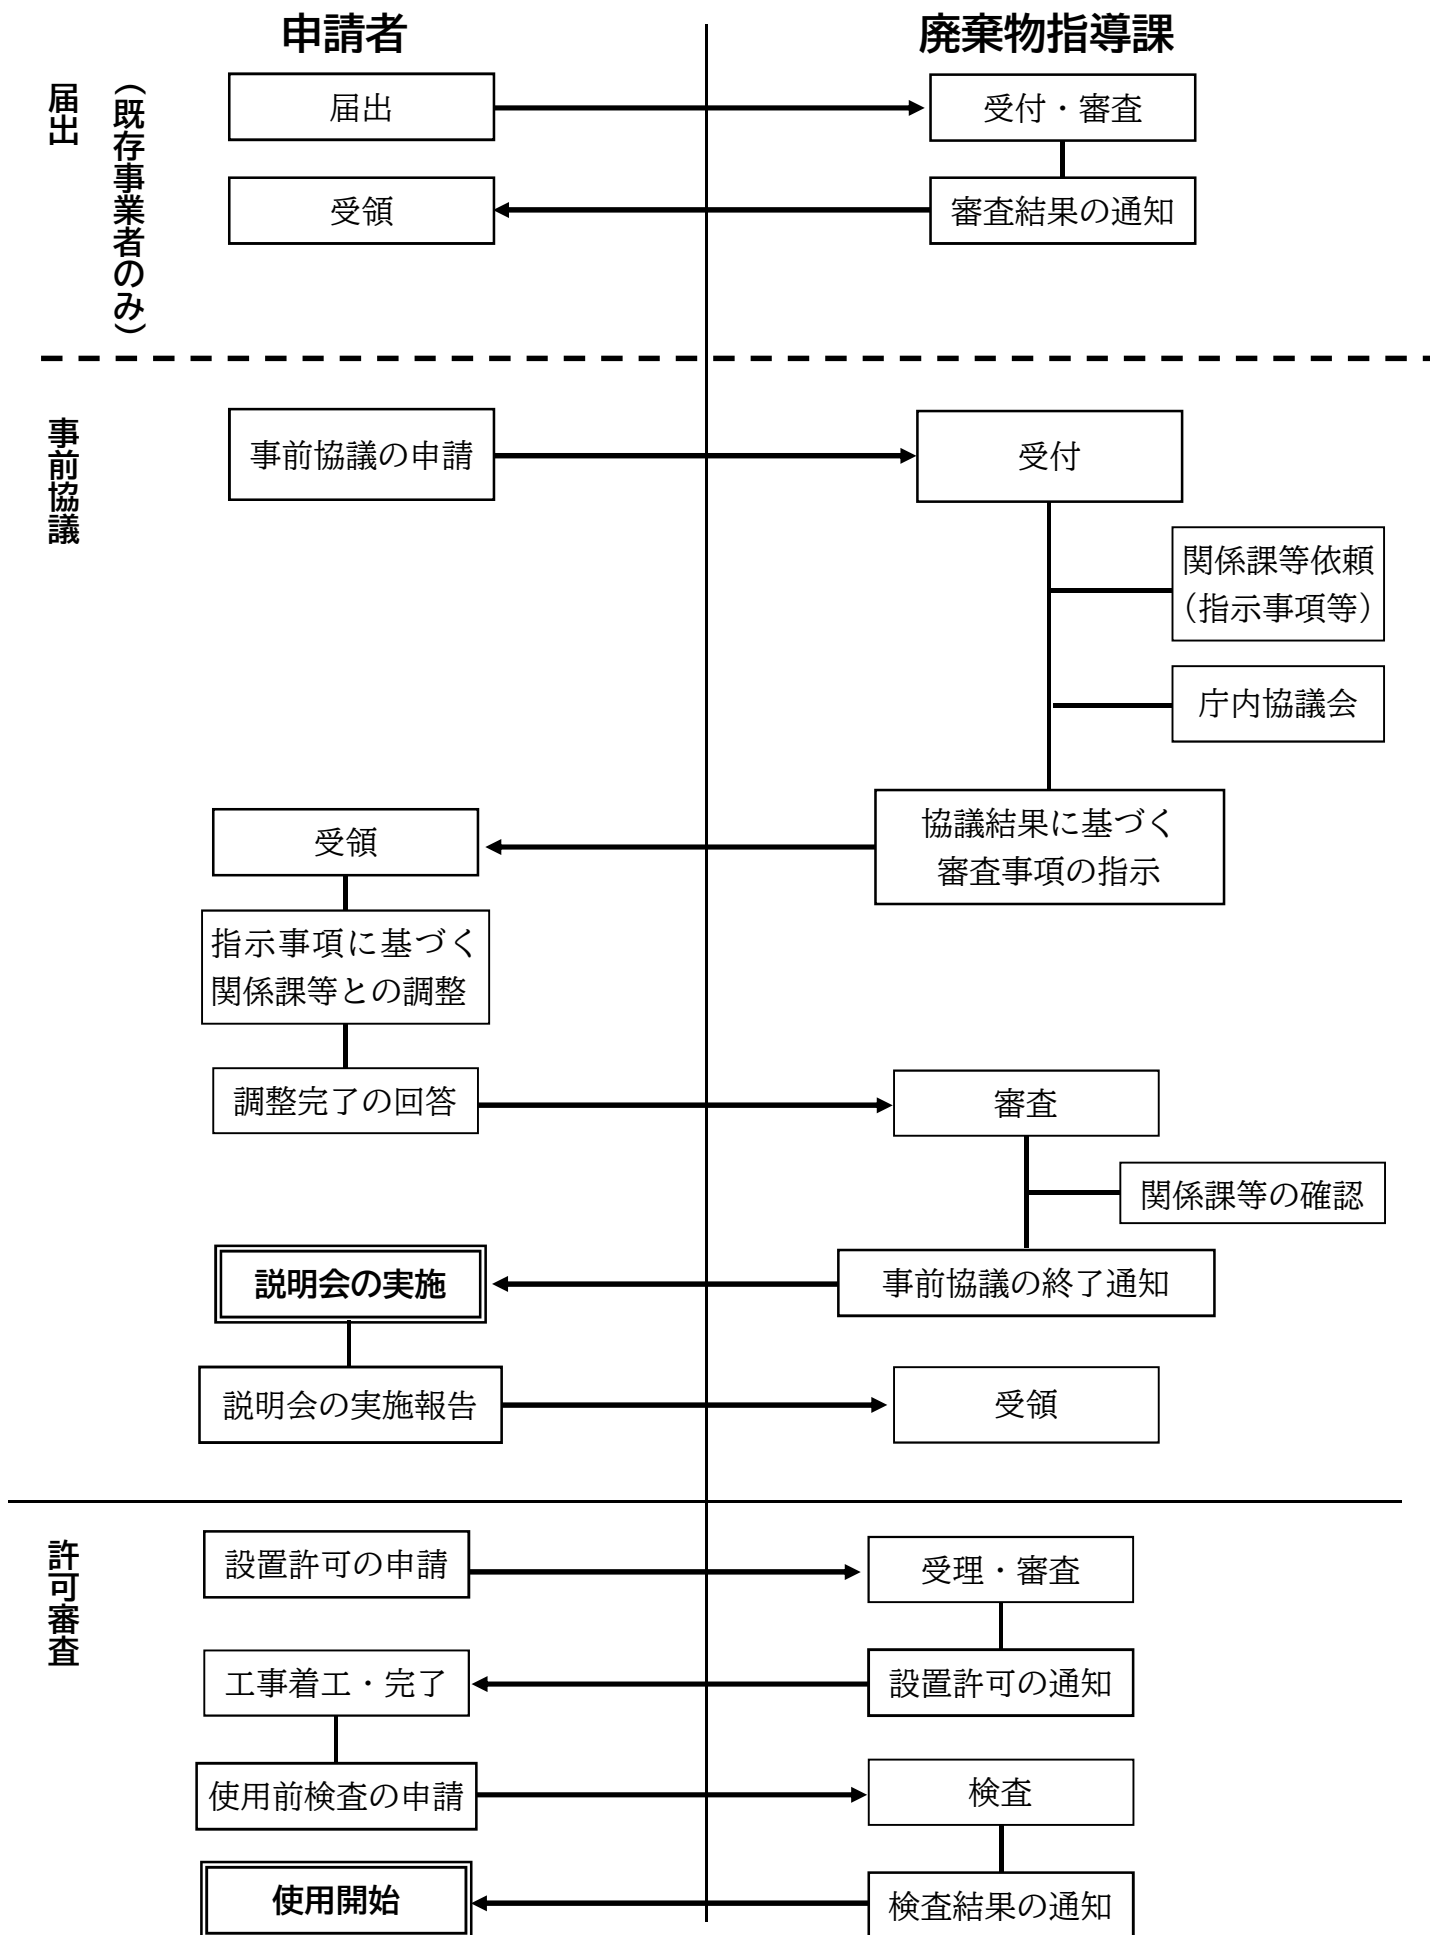 申請者
廃棄物指導課
届出
（既存事業者のみ）
届出
受付・審査
受領
審査結果の通知
事前協議
事前協議の申請
受付
関係課等依頼
（指示事項等）
庁内協議会
協議結果に基づく
審査事項の指示
受領
指示事項に基づく
関係課等との調整
調整完了の回答
審査
関係課等の確認
説明会の実施
事前協議の終了通知
説明会の実施報告
受領
許可審査
設置許可の申請
受理・審査
工事着工・完了
設置許可の通知
使用前検査の申請
検査
使用開始
検査結果の通知